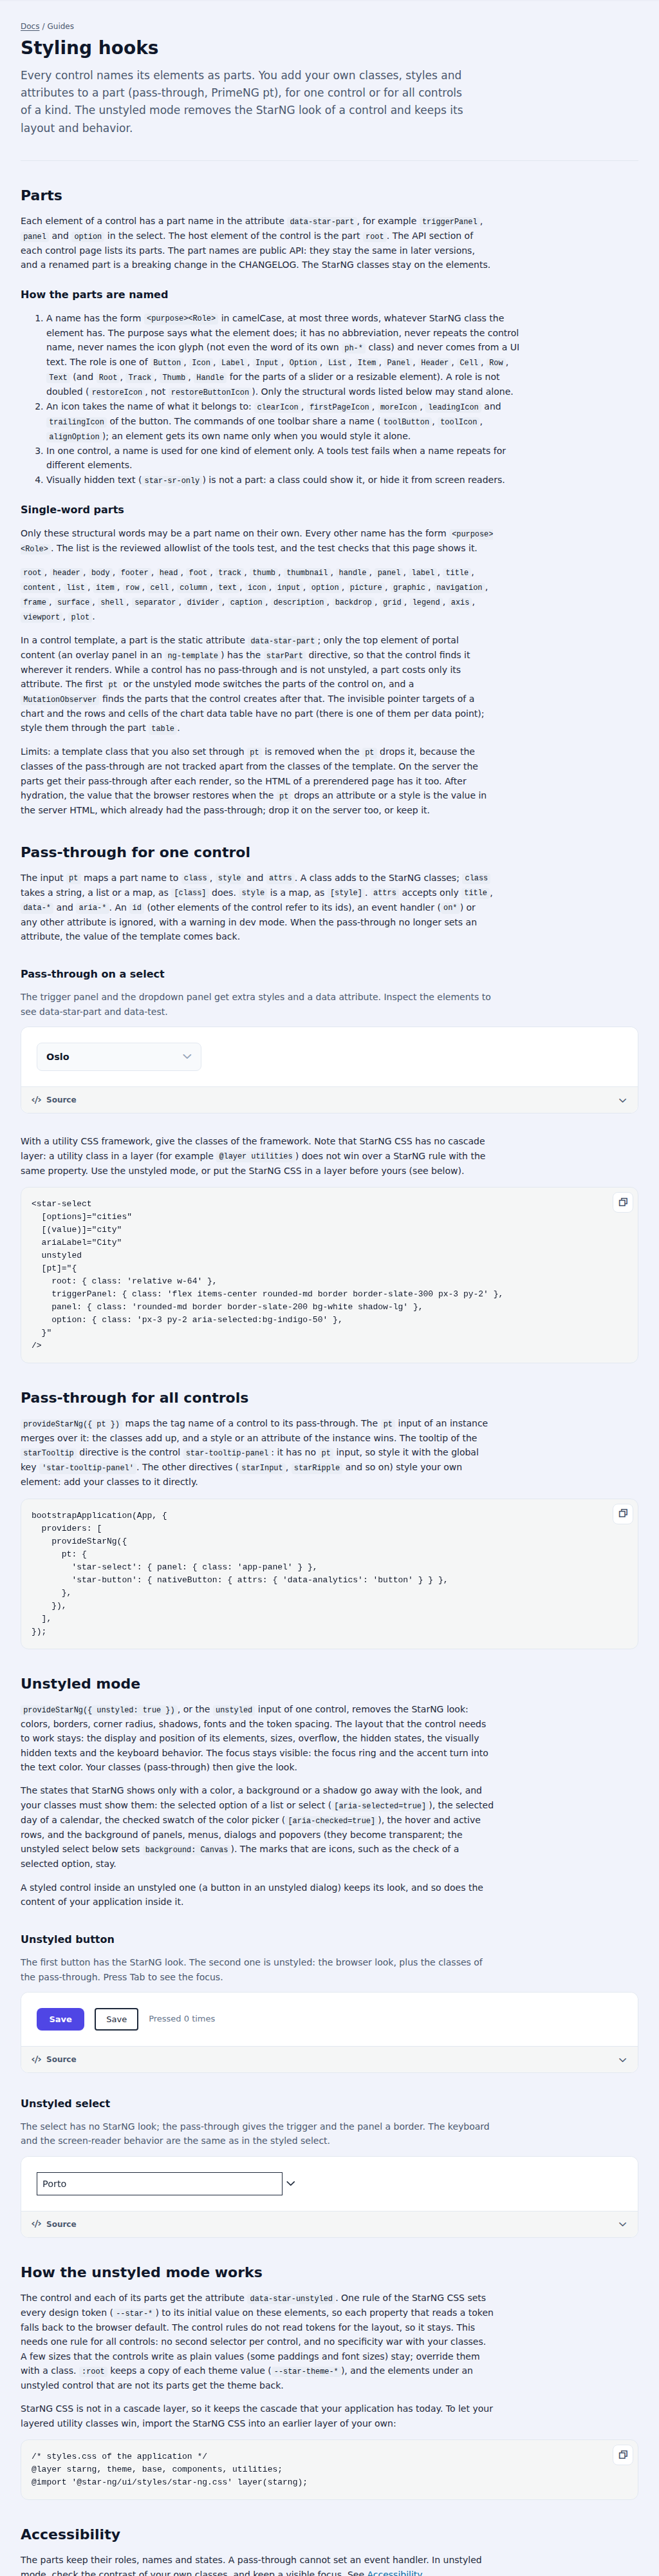 Docs / Guides
Styling hooks
Every control names its elements as parts. You add your own classes, styles and
attributes to a part (pass-through, PrimeNG pt), for one control or for all controls
of a kind. The unstyled mode removes the StarNG look of a control and keeps its
layout and behavior.
Parts
Each element of a control has a part name in the attribute data-star-part, for example triggerPanel,
panel and option in the select. The host element of the control is the part root. The API section of
each control page lists its parts. The part names are public API: they stay the same in later versions,
and a renamed part is a breaking change in the CHANGELOG. The StarNG classes stay on the elements.
How the parts are named
1. A name has the form <purpose><Role> in camelCase, at most three words, whatever StarNG class the
element has. The purpose says what the element does; it has no abbreviation, never repeats the control
name, never names the icon glyph (not even the word of its own ph-* class) and never comes from a UI
text. The role is one of Button, Icon, Label, Input, Option, List, Item, Panel, Header, Cell, Row,
Text (and Root, Track, Thumb, Handle for the parts of a slider or a resizable element). A role is not
doubled (restoreIcon, not restoreButtonIcon). Only the structural words listed below may stand alone.
2. An icon takes the name of what it belongs to: clearIcon, firstPageIcon, moreIcon, leadingIcon and
trailingIcon of the button. The commands of one toolbar share a name (toolButton, toolIcon,
alignOption); an element gets its own name only when you would style it alone.
3. In one control, a name is used for one kind of element only. A tools test fails when a name repeats for
different elements.
4. Visually hidden text (star-sr-only) is not a part: a class could show it, or hide it from screen readers.
Single-word parts
Only these structural words may be a part name on their own. Every other name has the form <purpose>
<Role>. The list is the reviewed allowlist of the tools test, and the test checks that this page shows it.
root, header, body, footer, head, foot, track, thumb, thumbnail, handle, panel, label, title,
content, list, item, row, cell, column, text, icon, input, option, picture, graphic, navigation,
frame, surface, shell, separator, divider, caption, description, backdrop, grid, legend, axis,
viewport, plot.
In a control template, a part is the static attribute data-star-part; only the top element of portal
content (an overlay panel in an ng-template) has the starPart directive, so that the control finds it
wherever it renders. While a control has no pass-through and is not unstyled, a part costs only its
attribute. The first pt or the unstyled mode switches the parts of the control on, and a
MutationObserver finds the parts that the control creates after that. The invisible pointer targets of a
chart and the rows and cells of the chart data table have no part (there is one of them per data point);
style them through the part table.
Limits: a template class that you also set through pt is removed when the pt drops it, because the
classes of the pass-through are not tracked apart from the classes of the template. On the server the
parts get their pass-through after each render, so the HTML of a prerendered page has it too. After
hydration, the value that the browser restores when the pt drops an attribute or a style is the value in
the server HTML, which already had the pass-through; drop it on the server too, or keep it.
Pass-through for one control
The input pt maps a part name to class, style and attrs. A class adds to the StarNG classes; class
takes a string, a list or a map, as [class] does. style is a map, as [style]. attrs accepts only title,
data-* and aria-*. An id (other elements of the control refer to its ids), an event handler (on*) or
any other attribute is ignored, with a warning in dev mode. When the pass-through no longer sets an
attribute, the value of the template comes back.
Pass-through on a select
The trigger panel and the dropdown panel get extra styles and a data attribute. Inspect the elements to
see data-star-part and data-test.
Oslo
Source
With a utility CSS framework, give the classes of the framework. Note that StarNG CSS has no cascade
layer: a utility class in a layer (for example @layer utilities) does not win over a StarNG rule with the
same property. Use the unstyled mode, or put the StarNG CSS in a layer before yours (see below).
<star-select
[options]="cities"
[(value)]="city"
ariaLabel="City"
unstyled
[pt]="{
root: { class: 'relative w-64' },
triggerPanel: { class: 'flex items-center rounded-md border border-slate-300 px-3 py-2' },
panel: { class: 'rounded-md border border-slate-200 bg-white shadow-lg' },
option: { class: 'px-3 py-2 aria-selected:bg-indigo-50' },
}"
/>
Pass-through for all controls
provideStarNg({ pt }) maps the tag name of a control to its pass-through. The pt input of an instance
merges over it: the classes add up, and a style or an attribute of the instance wins. The tooltip of the
starTooltip directive is the control star-tooltip-panel: it has no pt input, so style it with the global
key 'star-tooltip-panel'. The other directives (starInput, starRipple and so on) style your own
element: add your classes to it directly.
bootstrapApplication(App, {
providers: [
provideStarNg({
pt: {
'star-select': { panel: { class: 'app-panel' } },
'star-button': { nativeButton: { attrs: { 'data-analytics': 'button' } } },
},
}),
],
});
Unstyled mode
provideStarNg({ unstyled: true }), or the unstyled input of one control, removes the StarNG look:
colors, borders, corner radius, shadows, fonts and the token spacing. The layout that the control needs
to work stays: the display and position of its elements, sizes, overflow, the hidden states, the visually
hidden texts and the keyboard behavior. The focus stays visible: the focus ring and the accent turn into
the text color. Your classes (pass-through) then give the look.
The states that StarNG shows only with a color, a background or a shadow go away with the look, and
your classes must show them: the selected option of a list or select ([aria-selected=true]), the selected
day of a calendar, the checked swatch of the color picker ([aria-checked=true]), the hover and active
rows, and the background of panels, menus, dialogs and popovers (they become transparent; the
unstyled select below sets background: Canvas). The marks that are icons, such as the check of a
selected option, stay.
A styled control inside an unstyled one (a button in an unstyled dialog) keeps its look, and so does the
content of your application inside it.
Unstyled button
The first button has the StarNG look. The second one is unstyled: the browser look, plus the classes of
the pass-through. Press Tab to see the focus.
Save Save Pressed 0 times
Source
Unstyled select
The select has no StarNG look; the pass-through gives the trigger and the panel a border. The keyboard
and the screen-reader behavior are the same as in the styled select.
Porto
Source
How the unstyled mode works
The control and each of its parts get the attribute data-star-unstyled. One rule of the StarNG CSS sets
every design token (--star-*) to its initial value on these elements, so each property that reads a token
falls back to the browser default. The control rules do not read tokens for the layout, so it stays. This
needs one rule for all controls: no second selector per control, and no specificity war with your classes.
A few sizes that the controls write as plain values (some paddings and font sizes) stay; override them
with a class. :root keeps a copy of each theme value (--star-theme-*), and the elements under an
unstyled control that are not its parts get the theme back.
StarNG CSS is not in a cascade layer, so it keeps the cascade that your application has today. To let your
layered utility classes win, import the StarNG CSS into an earlier layer of your own:
/* styles.css of the application */
@layer starng, theme, base, components, utilities;
@import '@star-ng/ui/styles/star-ng.css' layer(starng);
Accessibility
The parts keep their roles, names and states. A pass-through cannot set an event handler. In unstyled
mode, check the contrast of your own classes, and keep a visible focus. See Accessibility.